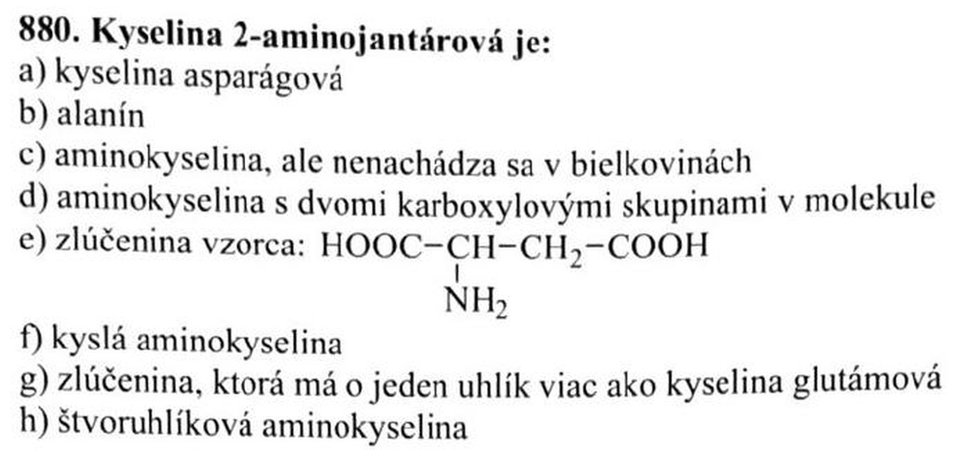 880. Kyselina 2-aminojantárová je:
a) kyselina asparágová
b) alanín
c) aminokyselina, ale nenachádza sa v bielkovinách
d) aminokyselina s dvomi karboxylovými skupinami v molekule
e) zlúčenina vzorca: HOOC−CH−CH₂−COOH
NH₂
f) kyslá aminokyselina
g) zlúčenina, ktorá má o jeden uhlík viac ako kyselina glutámová
h) štvoruhlíková aminokyselina